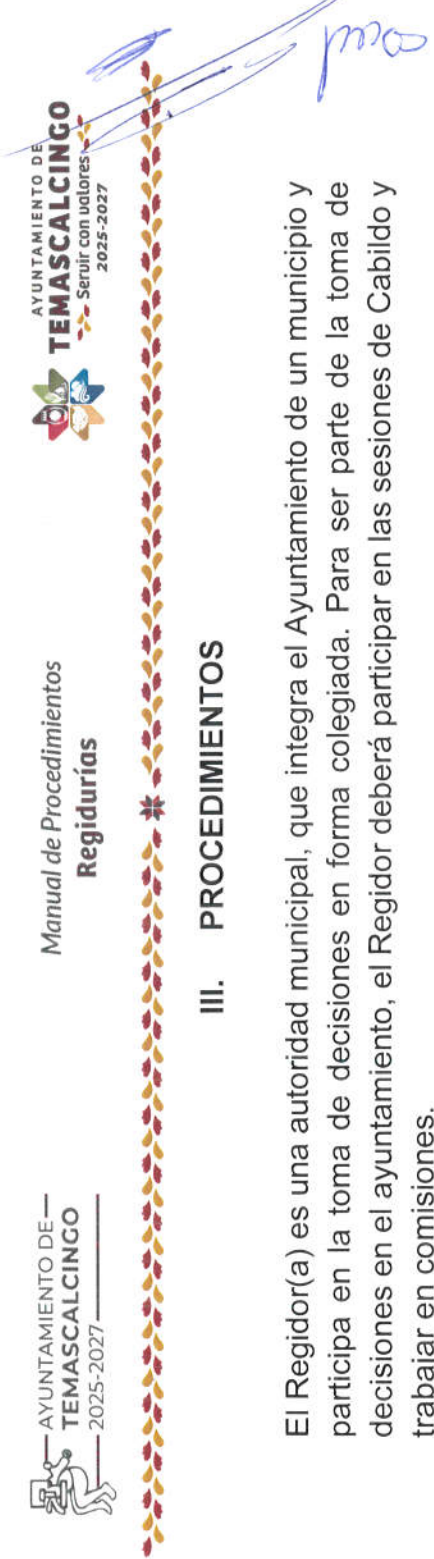 AYUNTAMIENTO DE
TEMASCALCINGO
2025-2027
Manual de Procedimientos
Regidurías
AYUNTAMIENTO DE
TEMASCALCINGO
Servir con valores
2025-2027
III. PROCEDIMIENTOS
El Regidor(a) es una autoridad municipal, que integra el Ayuntamiento de un municipio y
participa en la toma de decisiones en forma colegiada. Para ser parte de la toma de
decisiones en el ayuntamiento, el Regidor deberá participar en las sesiones de Cabildo y
trabajar en comisiones.